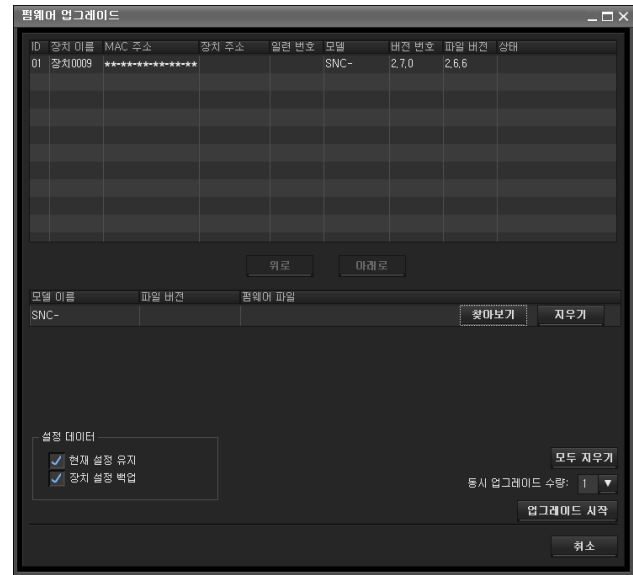 펌웨어 업그레이드
ID 장치 이름 MAC 주소 장치 주소 일련 번호 모델 버전 번호 파일 버전 상태
01 장치0009 **-**-**-**-**-** SNC- 2,7,0 2,6,6
위로 아래로
모델 이름 파일 버전 펌웨어 파일
SNC- 찾아보기 지우기
설정 데이터
현재 설정 유지
장치 설정 백업
모두 지우기
동시 업그레이드 수량: 1
업그레이드 시작
취소